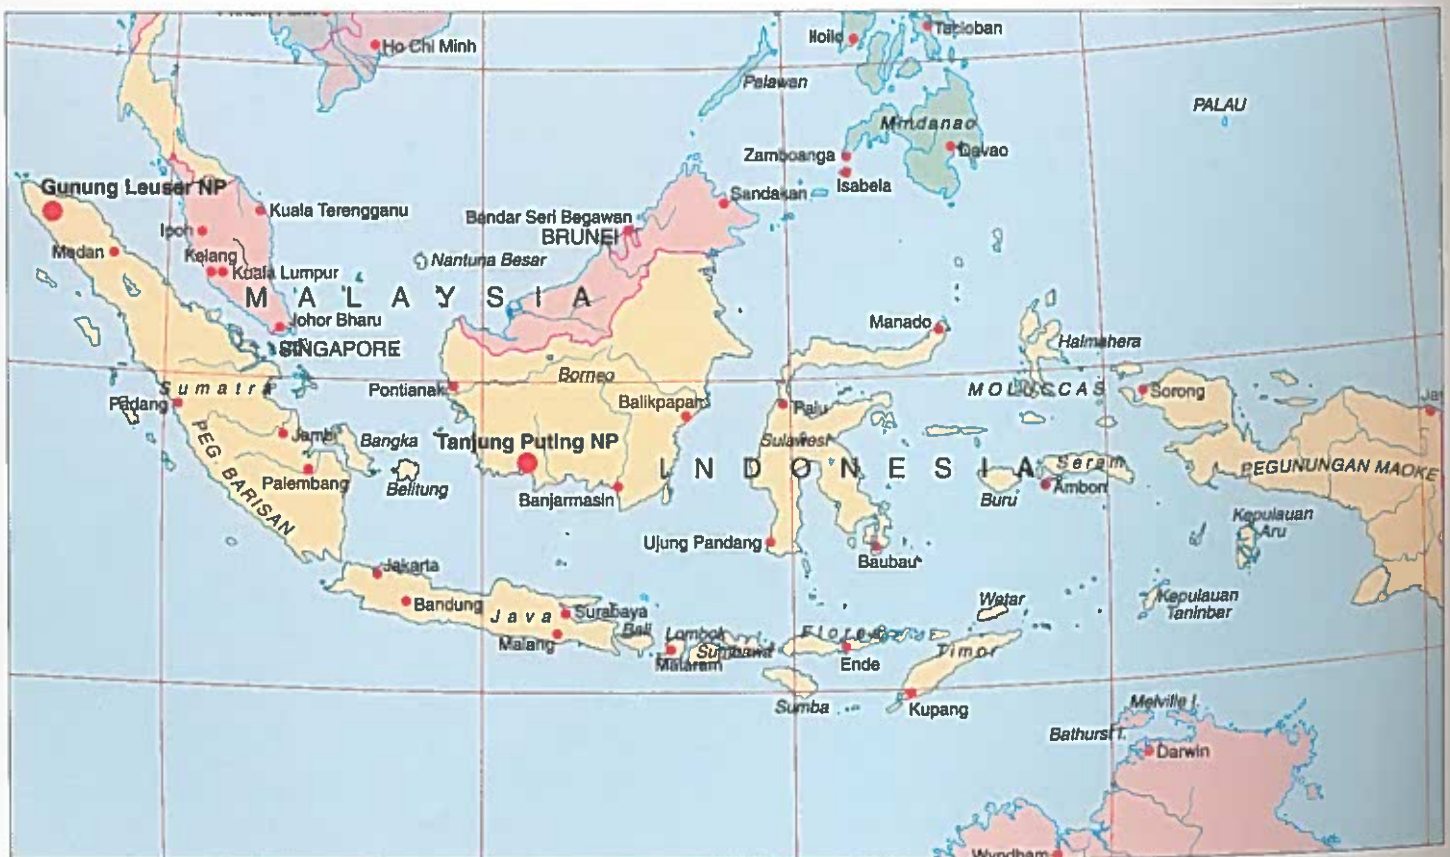 Ho Chi Minh
Iloilo
Tacloban
Palawan
PALAU
Mindanao
Zamboanga
Davao
Isabela
Gunung Leuser NP
Sandakan
Kuala Terengganu
Bandar Seri Begawan
BRUNEI
Ipoh
Medan
Kelang
Kuala Lumpur
Nantuna Besar
MALAYSIA
Johor Bharu
Manado
SINGAPORE
Halmahera
Sumatra
Pontianak
Borneo
MOLUCCAS
Sorong
Padang
Balikpapan
Palu
PEG. BARISAN
Jambi
Bangka
Tanjung Puting NP
Sulawesi
INDONESIA
Seram
PEGUNUNGAN MAOKE
Palembang
Belitung
Banjarmasin
Buru
Ambon
Kepulauan
Aru
Ujung Pandang
Baubau
Jakarta
Bandung
Java
Surabaya
Wetar
Kepulauan
Taninbar
Malang
Bali
Lombok
Sumbawa
Mataram
Flores
Ende
Timor
Sumba
Kupang
Melville I.
Bathurst I.
Darwin
Wyndham